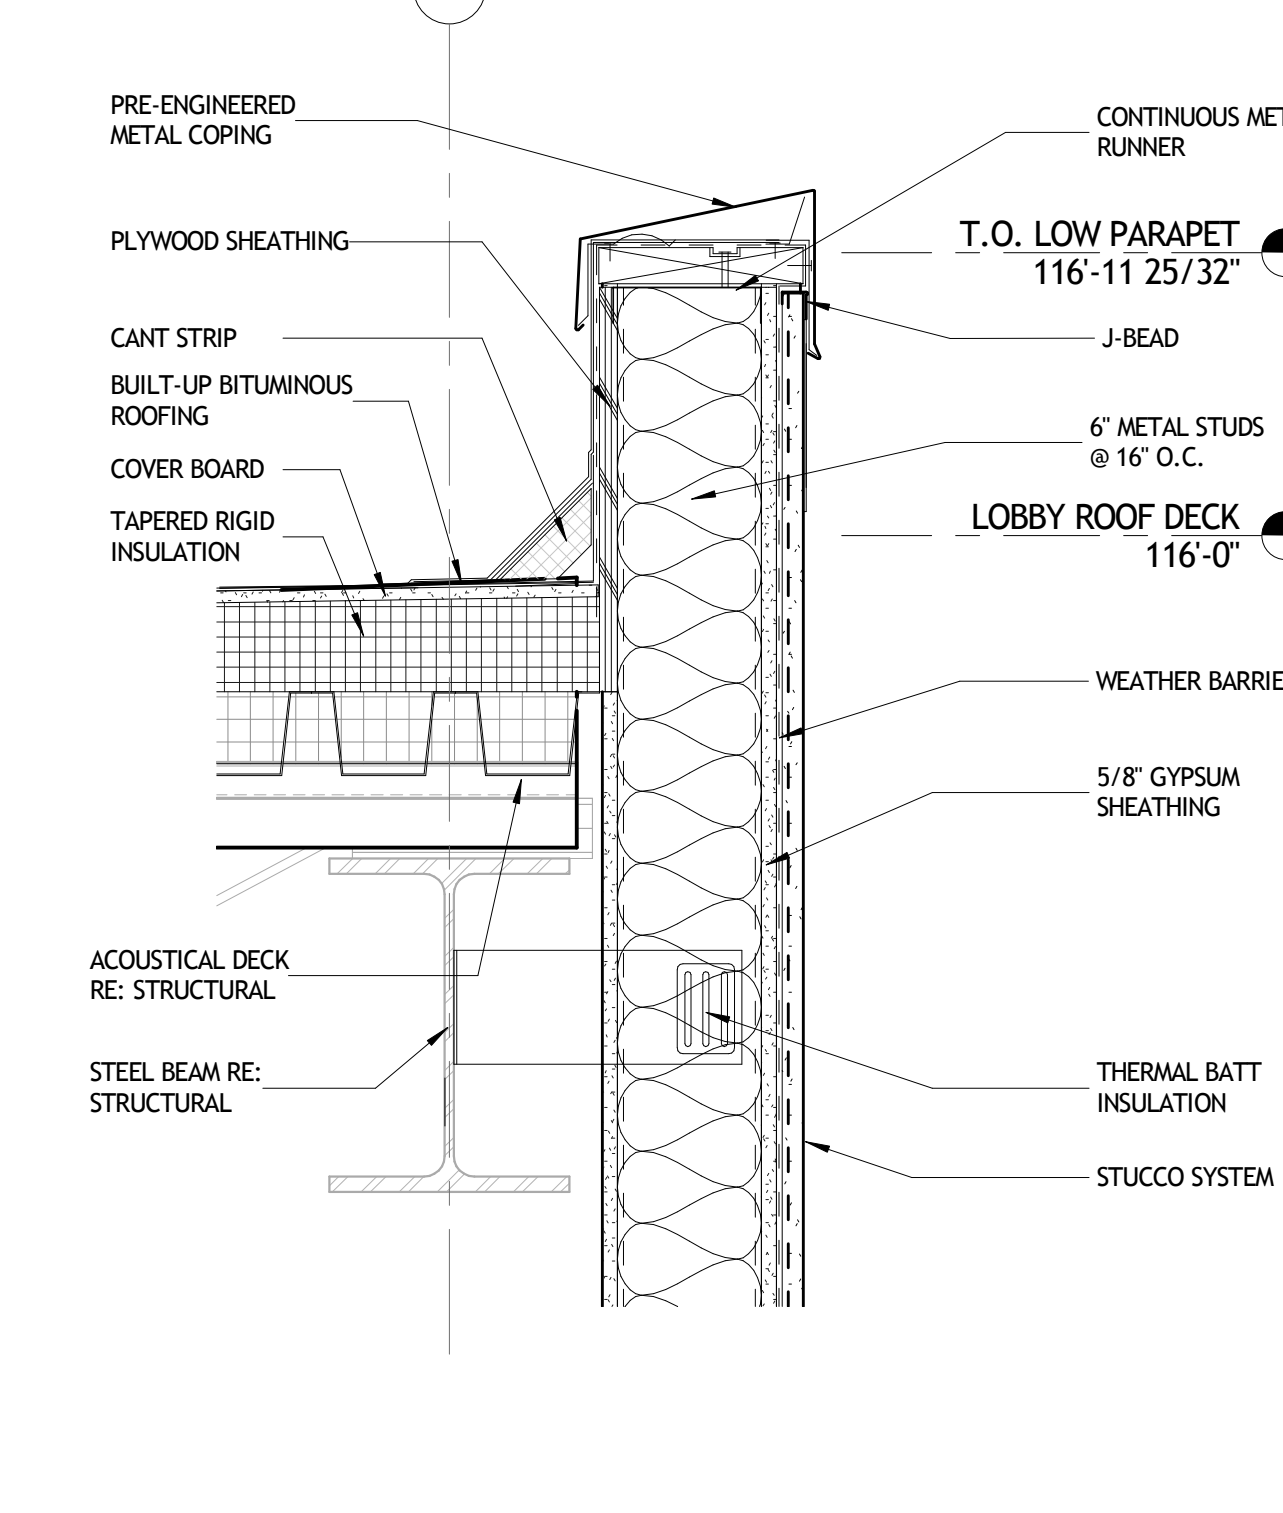 PRE-ENGINEERED
METAL COPING
PLYWOOD SHEATHING
CANT STRIP
BUILT-UP BITUMINOUS
ROOFING
COVER BOARD
TAPERED RIGID
INSULATION
ACOUSTICAL DECK
RE: STRUCTURAL
STEEL BEAM RE:
STRUCTURAL
CONTINUOUS MET
RUNNER
T.O. LOW PARAPET
116'-11 25/32"
J-BEAD
6" METAL STUDS
@ 16" O.C.
LOBBY ROOF DECK
116'-0"
WEATHER BARRIE
5/8" GYPSUM
SHEATHING
THERMAL BATT
INSULATION
STUCCO SYSTEM